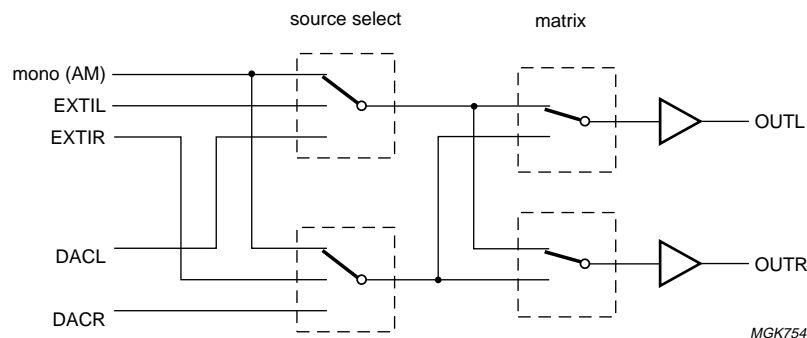 source select
matrix
mono (AM)
EXTIL
EXTIR
OUTL
DACL
OUTR
DACR
MGK754